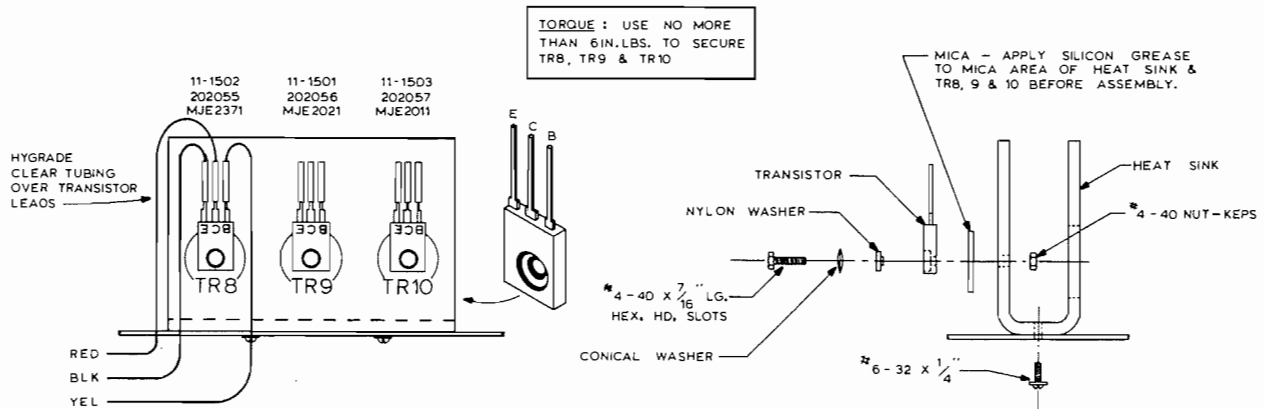 TORQUE : USE NO MORE
THAN 6IN.LBS. TO SECURE
TR8, TR9 & TR10
11-1502
202055
MJE2371
11-1501
202056
MJE2021
11-1503
202057
MJE2011
HYGRADE
CLEAR TUBING
OVER TRANSISTOR
LEADS
BCE
TR8
BCE
TR9
BCE
TR10
RED
BLK
YEL
E
C
B
MICA - APPLY SILICON GREASE
TO MICA AREA OF HEAT SINK &
TR8, 9 & 10 BEFORE ASSEMBLY.
TRANSISTOR
NYLON WASHER
#4-40 X 7/16" LG.
HEX. HD. SLOTS
CONICAL WASHER
HEAT SINK
#4-40 NUT-KEPS
#6-32 X 1/4"